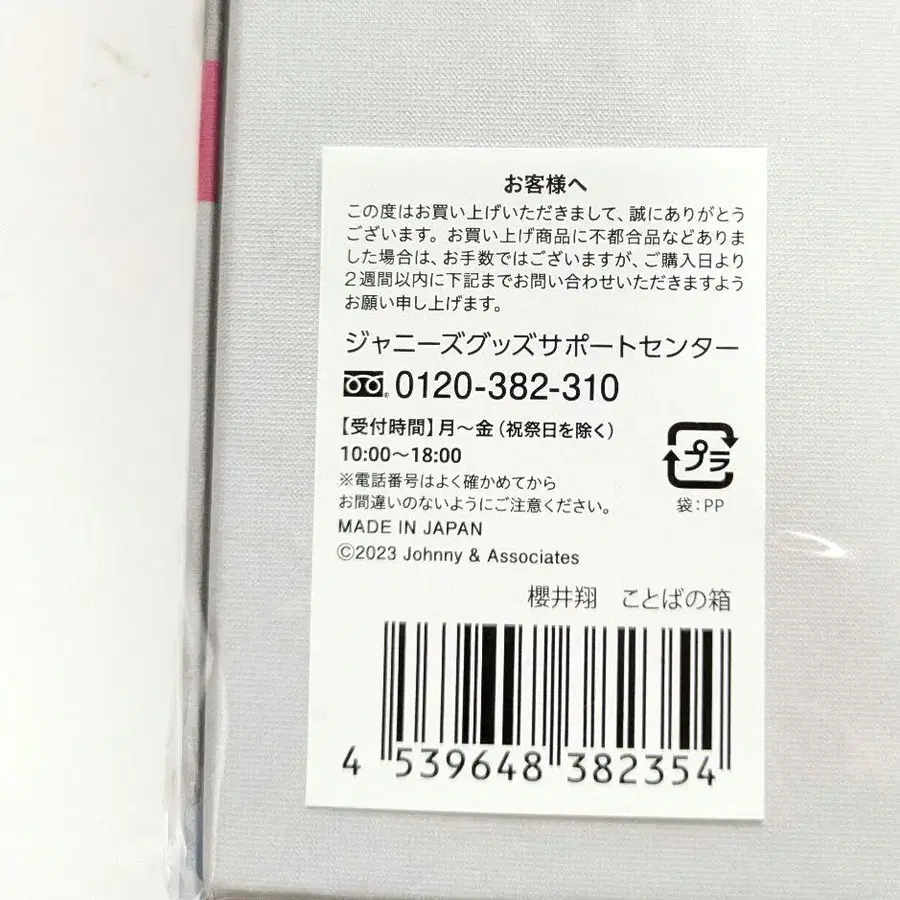 お客様へ
この度はお買い上げいただきまして、誠にありがとう
ございます。お買い上げ商品に不都合品などありま
した場合は、お手数ではございますが、ご購入日より
2週間以内に下記までお問い合わせいただきますよう
お願い申し上げます。
ジャニーズグッズサポートセンター
0120-382-310
【受付時間】月〜金（祝祭日を除く）
10:00〜18:00
※電話番号はよく確かめてから
お間違いのないようにご注意ください。
プラ
袋：PP
MADE IN JAPAN
©2023 Johnny & Associates
櫻井翔　ことばの箱
4 539648 382354